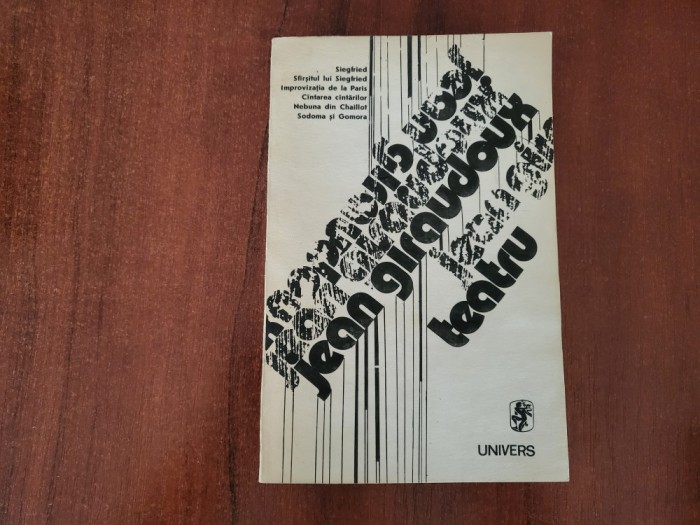 Siegfried
Sfîrşitul lui Siegfried
Improvizaţia de la Paris
Cîntarea cîntărilor
Nebuna din Chaillot
Sodoma şi Gomora
jean giraudoux
teatru
UNIVERS